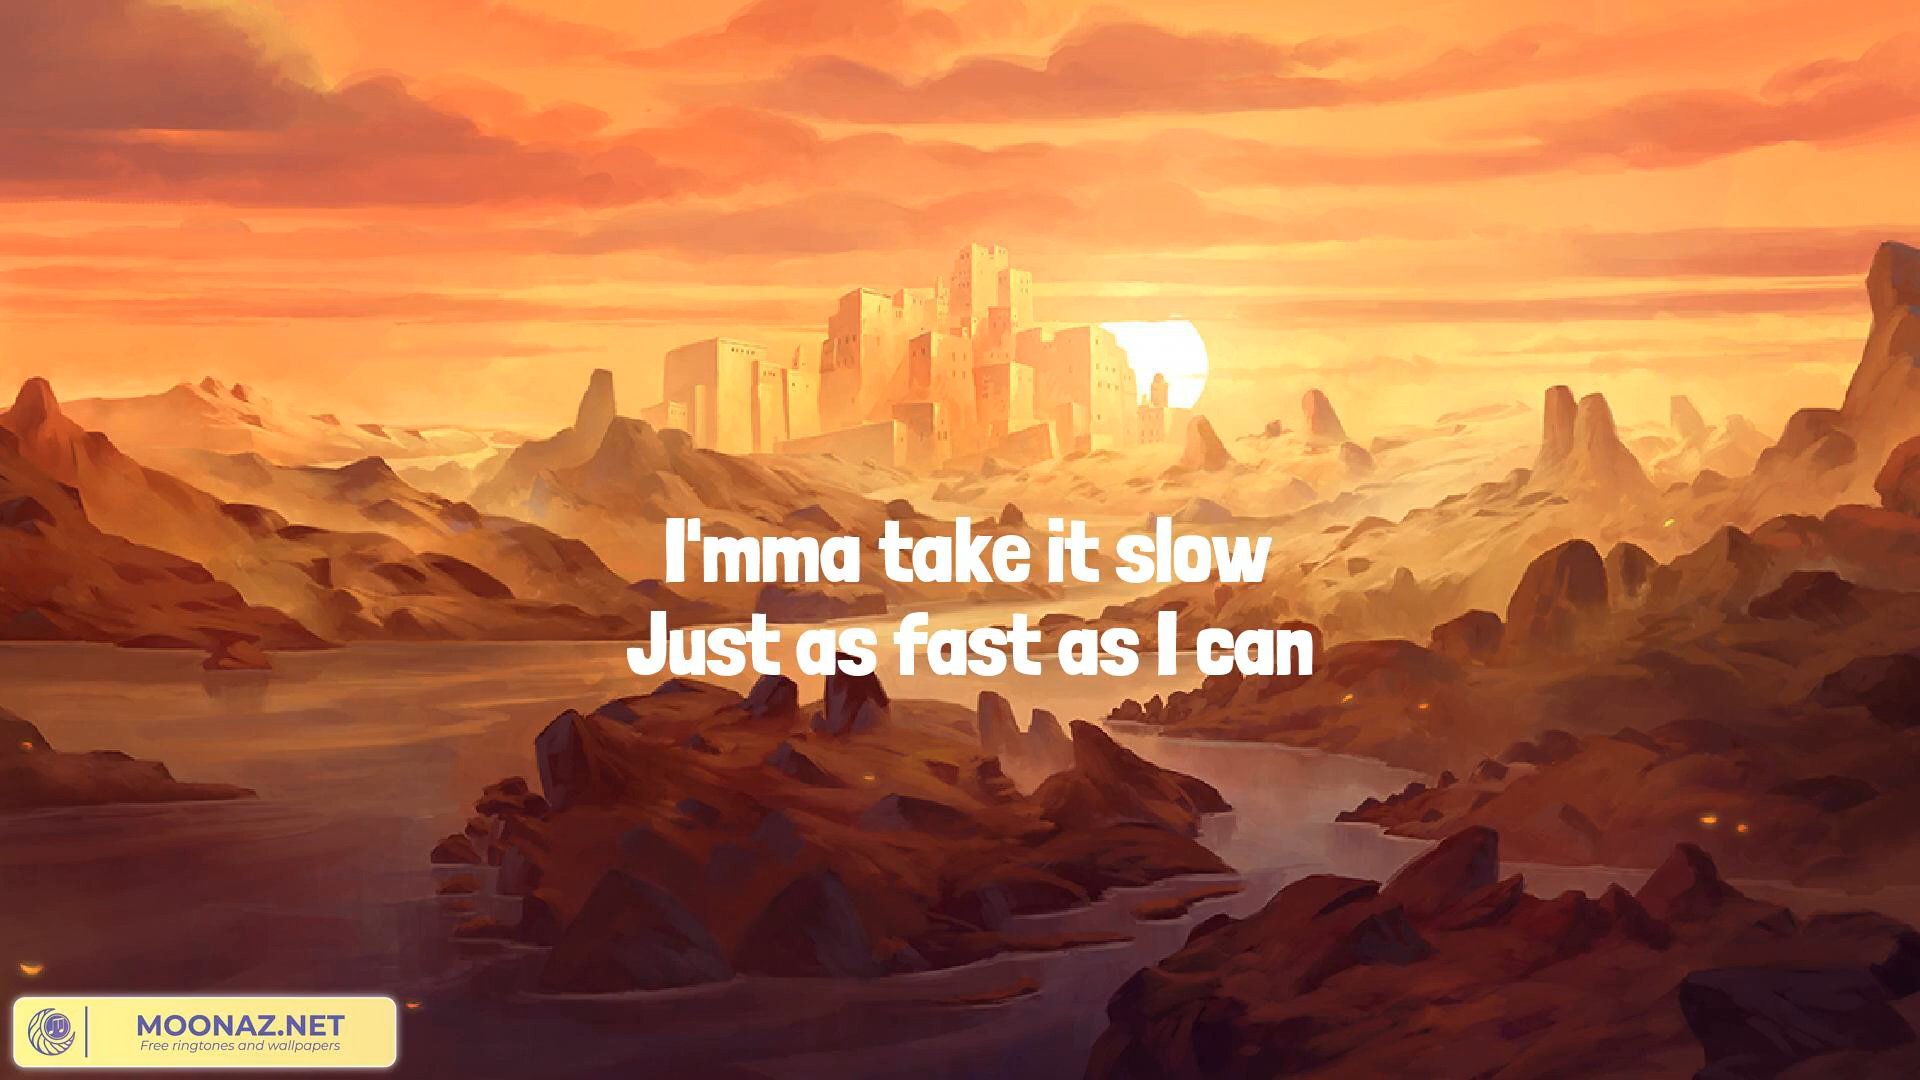 I'mma take it slow
Just as fast as I can
MOONAZ.NET
Free ringtones and wallpapers